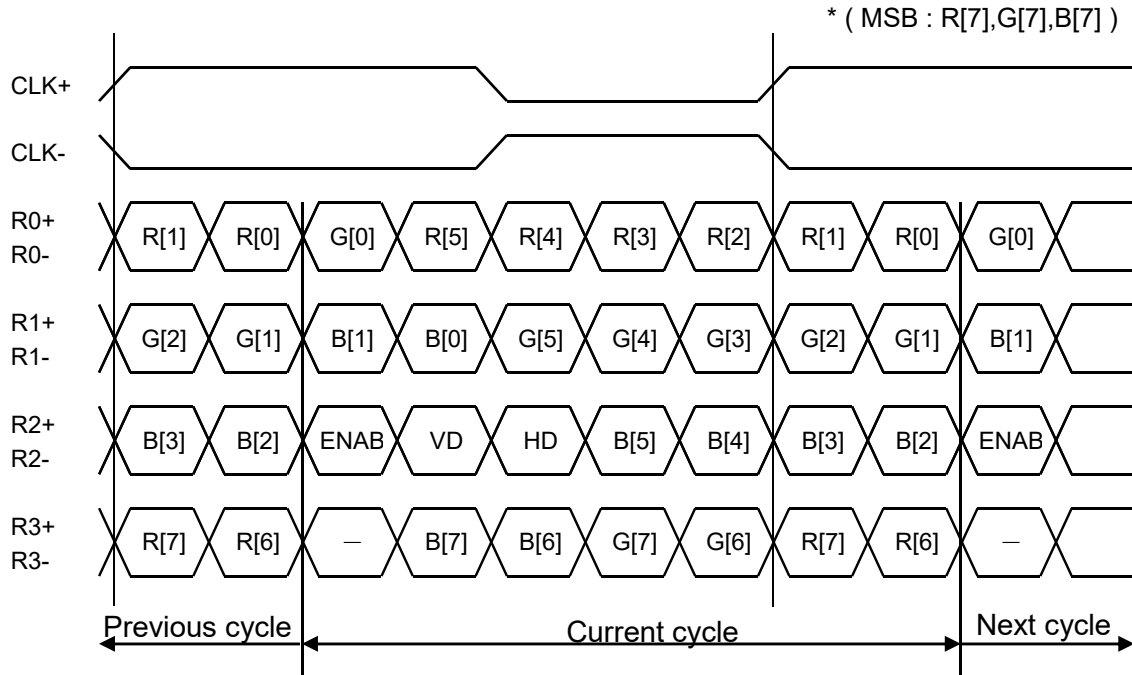 * ( MSB : R[7],G[7],B[7] )
CLK+
CLK-
R0+
R0-
R[1] R[0] G[0] R[5] R[4] R[3] R[2] R[1] R[0] G[0]
R1+
R1-
G[2] G[1] B[1] B[0] G[5] G[4] G[3] G[2] G[1] B[1]
R2+
R2-
B[3] B[2] ENAB VD HD B[5] B[4] B[3] B[2] ENAB
R3+
R3-
R[7] R[6] — B[7] B[6] G[7] G[6] R[7] R[6] —
Previous cycle Current cycle Next cycle